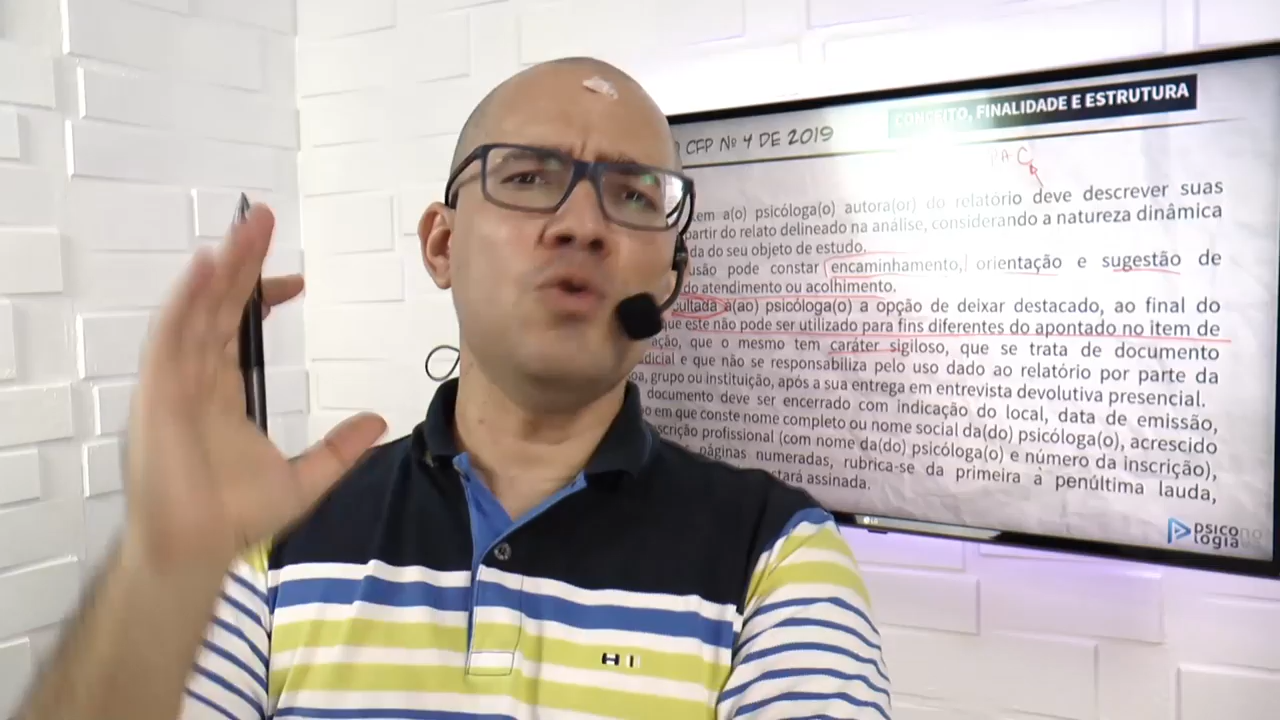 CONCEITO, FINALIDADE E ESTRUTURA
CFP Nº 4 DE 2019
em a(o) psicóloga(o) autora(or) do relatório deve descrever suas
partir do relato delineado na análise, considerando a natureza dinâmica
da do seu objeto de estudo.
usão pode constar encaminhamento, orientação e sugestão de
do atendimento ou acolhimento.
cultada a(ao) psicóloga(o) a opção de deixar destacado, ao final do
que este não pode ser utilizado para fins diferentes do apontado no item de
ação, que o mesmo tem caráter sigiloso, que se trata de documento
dicial e que não se responsabiliza pelo uso dado ao relatório por parte da
oa, grupo ou instituição, após a sua entrega em entrevista devolutiva presencial.
documento deve ser encerrado com indicação do local, data de emissão,
o em que conste nome completo ou nome social da(do) psicóloga(o), acrescido
scrição profissional (com nome da(do) psicóloga(o) e número da inscrição),
páginas numeradas, rubrica-se da primeira à penúltima lauda,
tará assinada.
LG
psico
logia
H